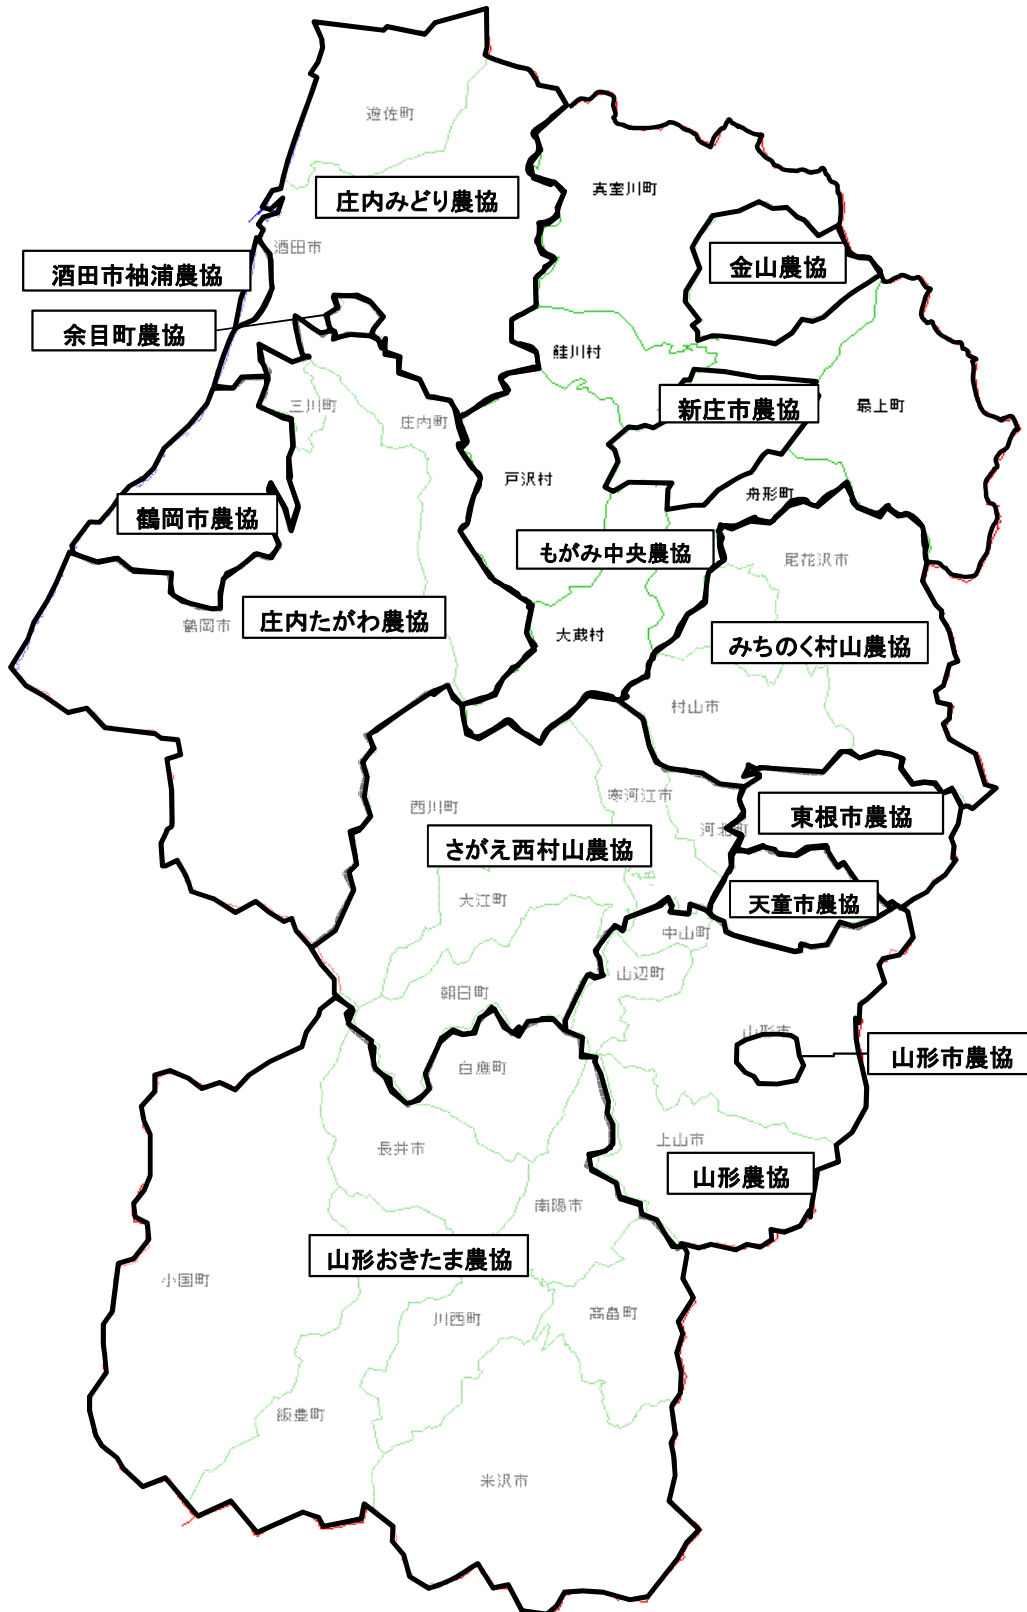 遊佐町
真室川町
庄内みどり農協
酒田市
金山農協
酒田市袖浦農協
余目町農協
鮭川村
三川町
新庄市農協
最上町
庄内町
戸沢村
舟形町
鶴岡市農協
もがみ中央農協
尾花沢市
庄内たがわ農協
鶴岡市
大蔵村
みちのく村山農協
村山市
西川町
寒河江市
東根市農協
河北町
さがえ西村山農協
大江町
天童市農協
中山町
山辺町
朝日町
山形市
山形市農協
白鷹町
長井市
上山市
山形農協
南陽市
山形おきたま農協
小国町
川西町
高畠町
飯豊町
米沢市